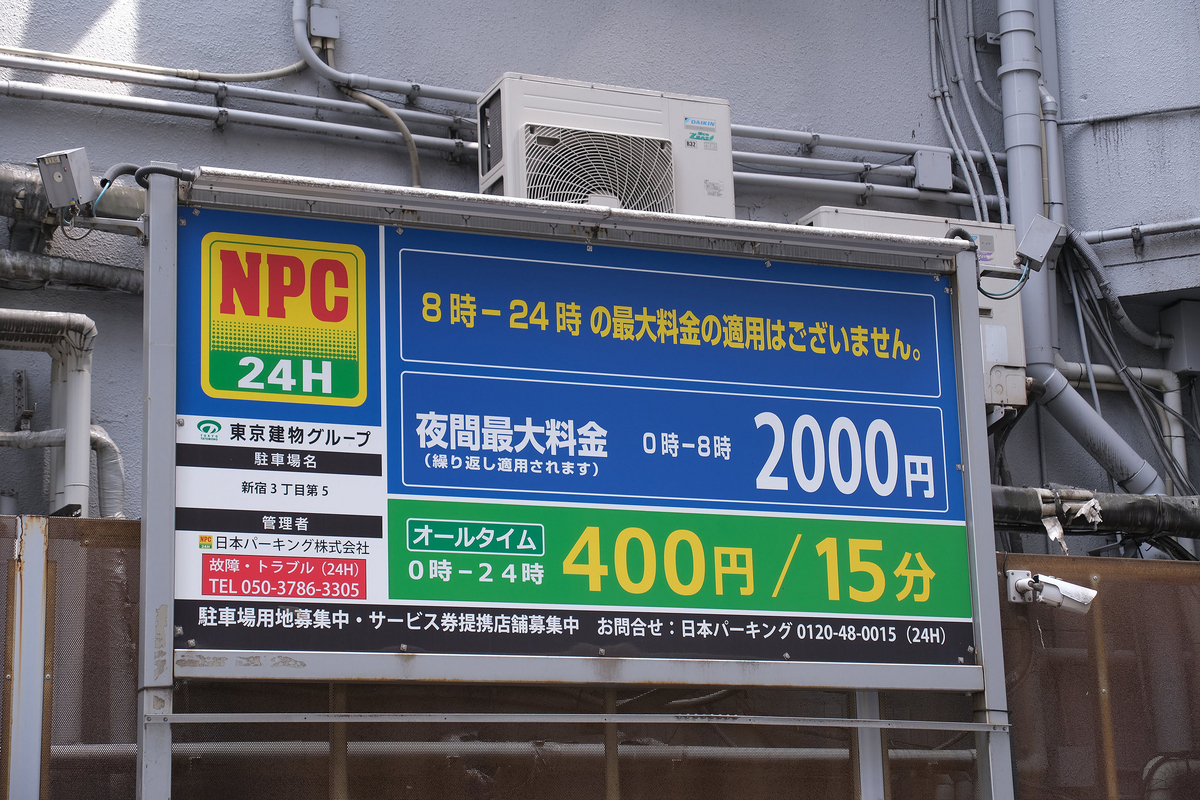 DAIKIN
R32
NPC
24H
東京建物グループ
駐車場名
新宿3丁目第5
管理者
NPC
24H
日本パーキング株式会社
故障・トラブル（24H）
TEL 050-3786-3305
8時－24時 の最大料金の適用はございません。
夜間最大料金 0時－8時 2000円
（繰り返し適用されます）
オールタイム
0時－24時
400円／15分
駐車場用地募集中・サービス券提携店舗募集中 お問合せ：日本パーキング 0120-48-0015（24H）